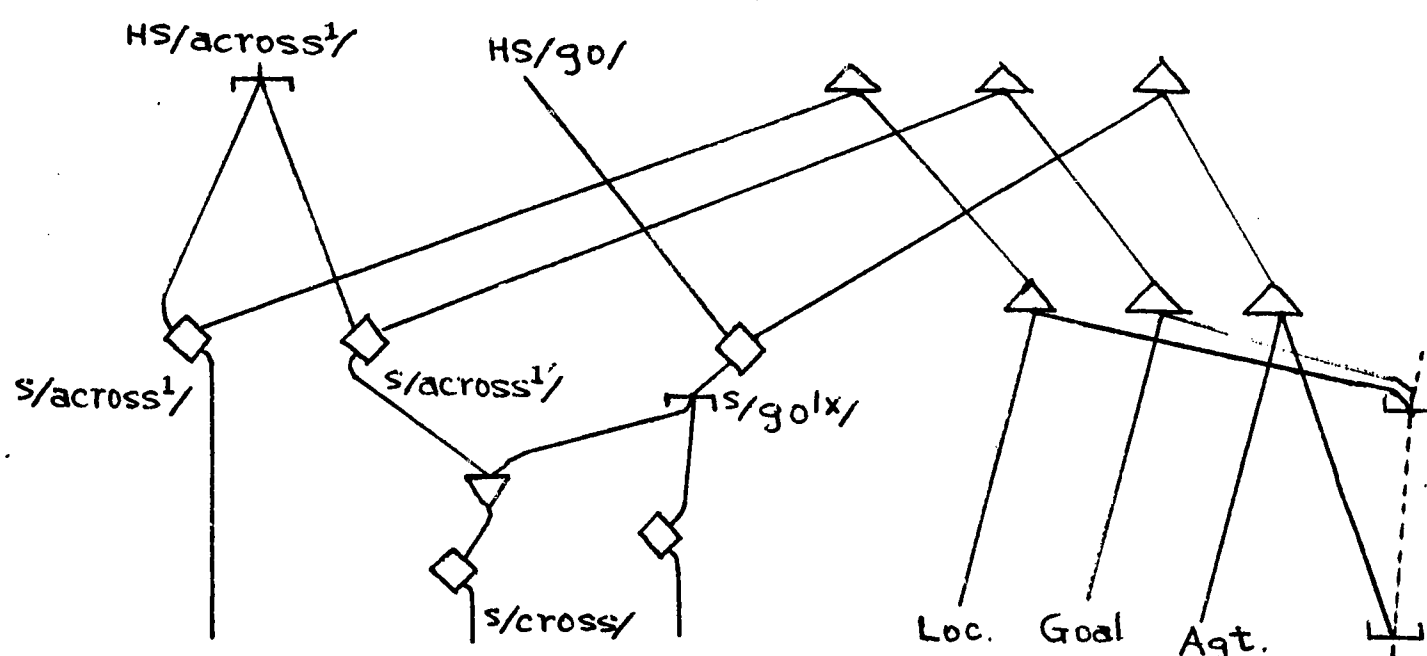 HS/across¹/
HS/go/
S/across¹/
S/across¹′/
S/go¹ˣ/
S/cross/
Loc.
Goal
Agt.